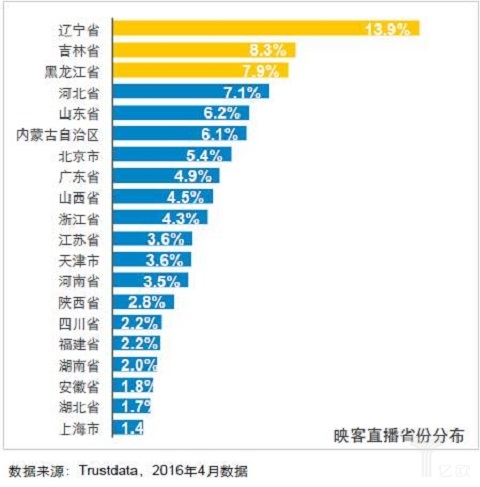 辽宁省 13.9%
吉林省 8.3%
黑龙江省 7.9%
河北省 7.1%
山东省 6.2%
内蒙古自治区 6.1%
北京市 5.4%
广东省 4.9%
山西省 4.5%
浙江省 4.3%
江苏省 3.6%
天津市 3.6%
河南省 3.5%
陕西省 2.8%
四川省 2.2%
福建省 2.2%
湖南省 2.0%
安徽省 1.8%
湖北省 1.7%
上海市 1.4
映客直播省份分布
数据来源：Trustdata，2016年4月数据
亿欧